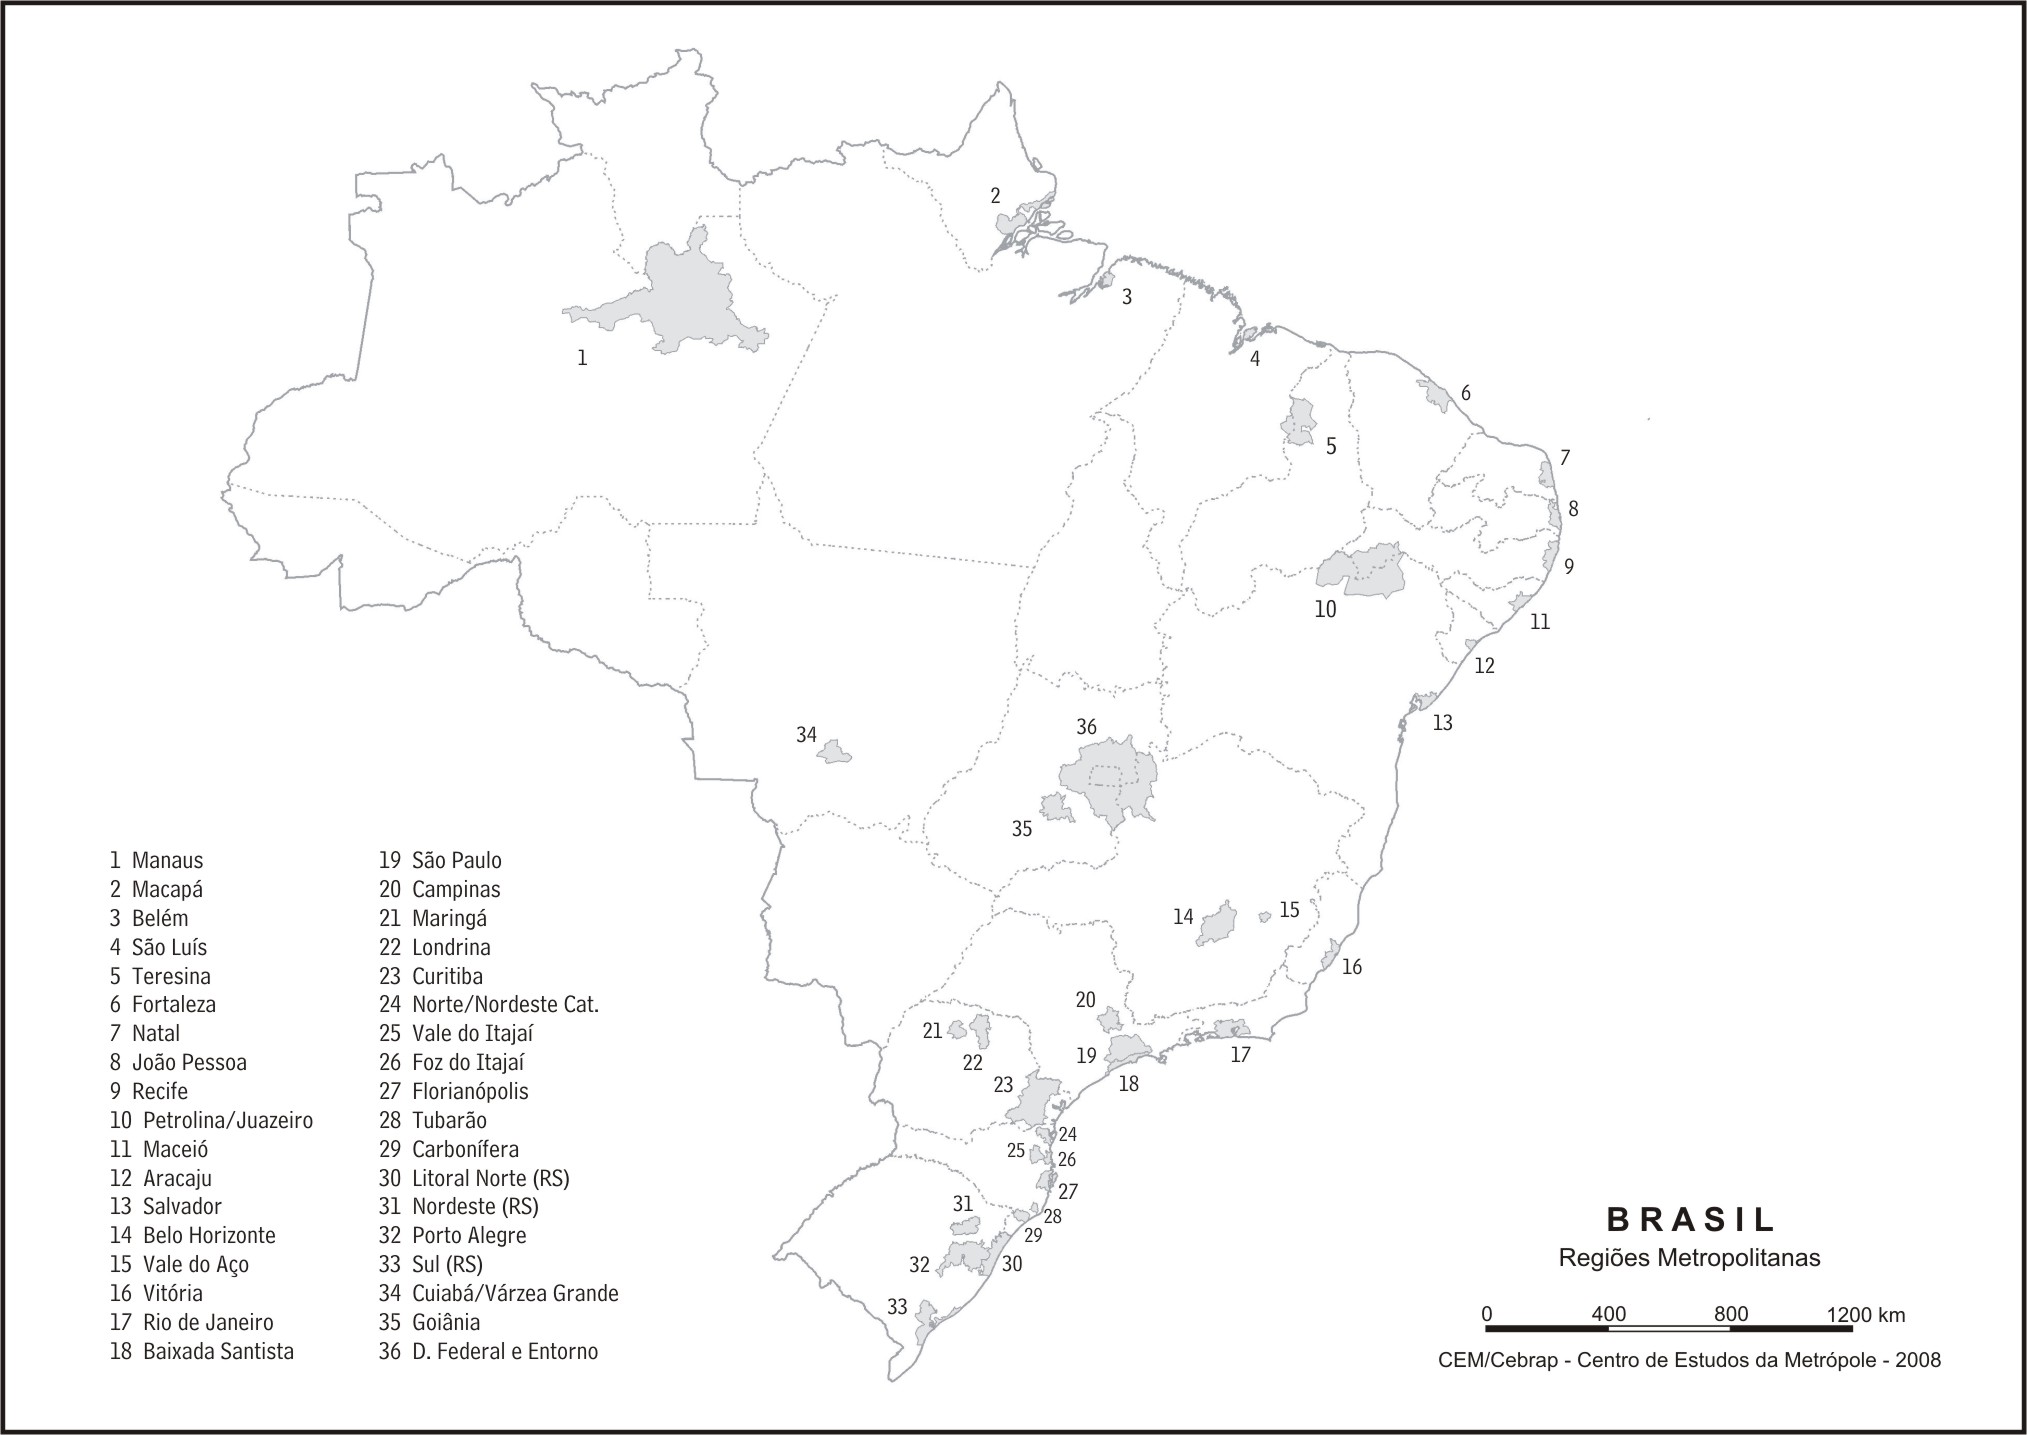 2
3
1
4
6
5
7
8
9
10
11
12
13
34
36
35
14
15
16
20
21
22
19
17
18
23
24
25
26
27
28
31
29
30
32
33
1 Manaus
2 Macapá
3 Belém
4 São Luís
5 Teresina
6 Fortaleza
7 Natal
8 João Pessoa
9 Recife
10 Petrolina/Juazeiro
11 Maceió
12 Aracaju
13 Salvador
14 Belo Horizonte
15 Vale do Aço
16 Vitória
17 Rio de Janeiro
18 Baixada Santista
19 São Paulo
20 Campinas
21 Maringá
22 Londrina
23 Curitiba
24 Norte/Nordeste Cat.
25 Vale do Itajaí
26 Foz do Itajaí
27 Florianópolis
28 Tubarão
29 Carbonífera
30 Litoral Norte (RS)
31 Nordeste (RS)
32 Porto Alegre
33 Sul (RS)
34 Cuiabá/Várzea Grande
35 Goiânia
36 D. Federal e Entorno
BRASIL
Regiões Metropolitanas
0 400 800 1200 km
CEM/Cebrap - Centro de Estudos da Metrópole - 2008